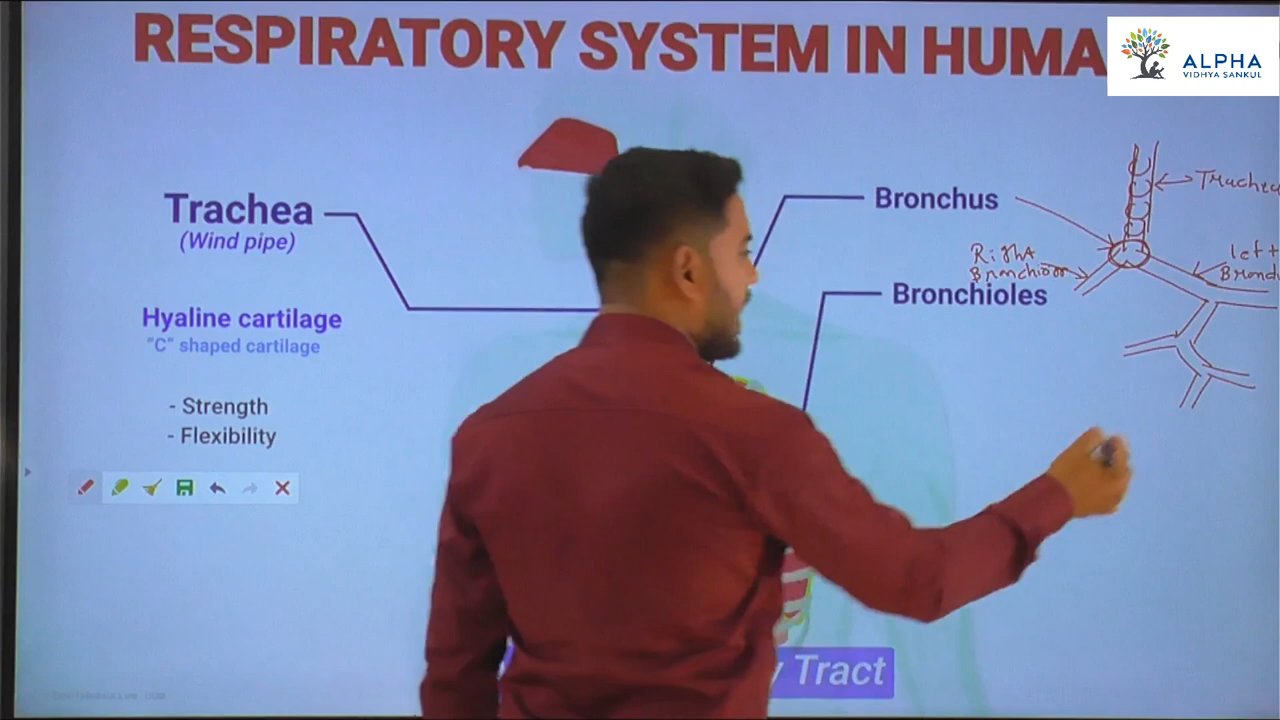 RESPIRATORY SYSTEM IN HUMA
ALPHA
VIDHYA SANKUL
Trachea
(Wind pipe)
Hyaline cartilage
"C" shaped cartilage
- Strength
- Flexibility
Bronchus
Bronchioles
Trachea
Right
left
Bronch
y Tract